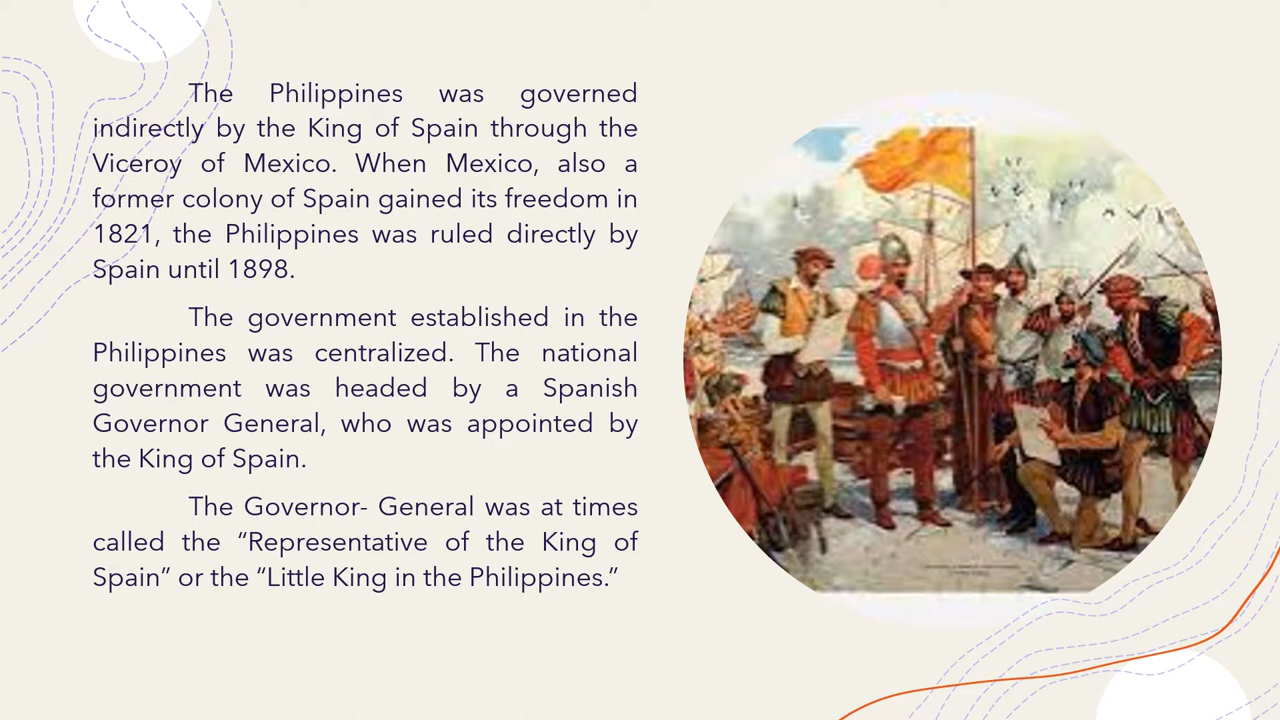 The Philippines was governed
indirectly by the King of Spain through the
Viceroy of Mexico. When Mexico, also a
former colony of Spain gained its freedom in
1821, the Philippines was ruled directly by
Spain until 1898.
The government established in the
Philippines was centralized. The national
government was headed by a Spanish
Governor General, who was appointed by
the King of Spain.
The Governor- General was at times
called the “Representative of the King of
Spain” or the “Little King in the Philippines.”